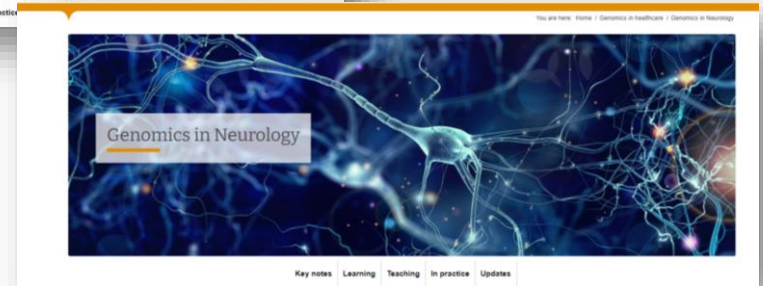 You are here: Home / Genomics in healthcare / Genomics in Neurology
Genomics in Neurology
Key notes Learning Teaching In practice Updates